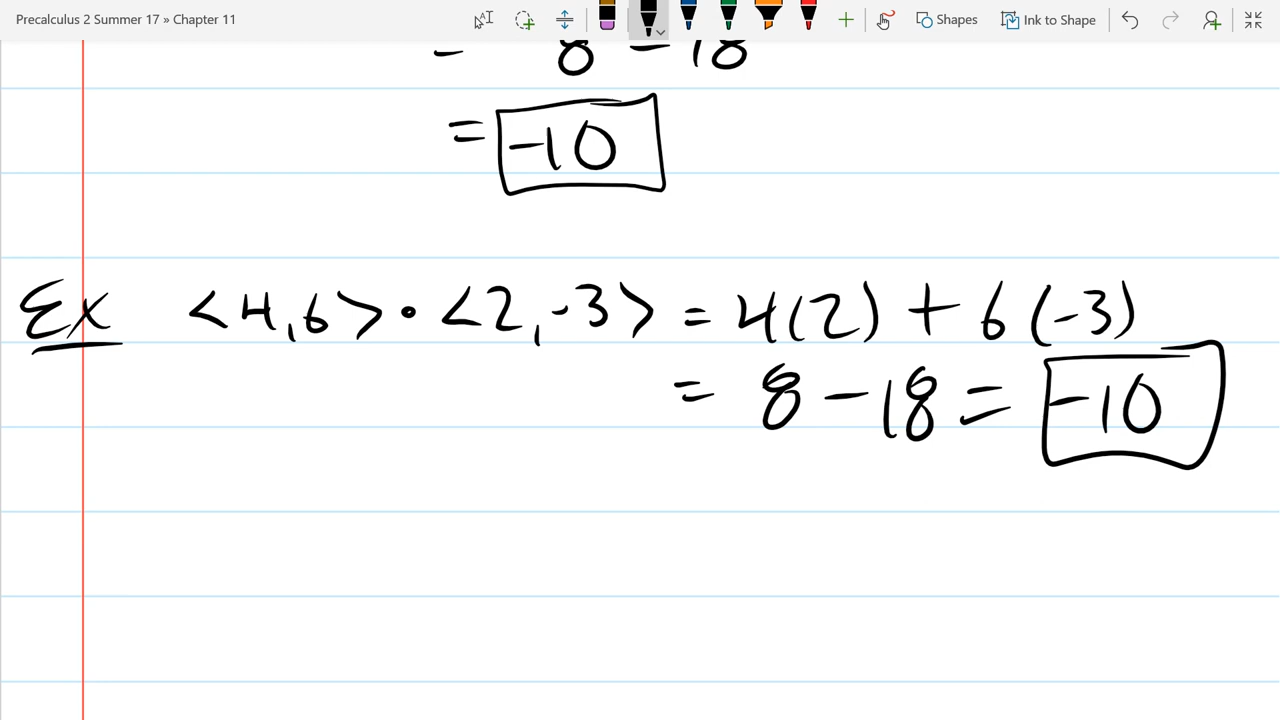 Precalculus 2 Summer 17 » Chapter 11
Shapes
Ink to Shape
= 8 - 18
= -10
Ex <4,6> • <2,-3> = 4(2) + 6(-3)
= 8 - 18 = -10